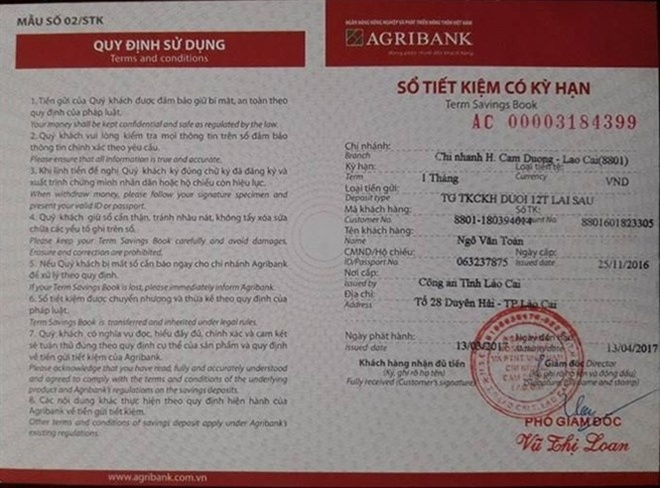 MẪU SỐ 02/STK
QUY ĐỊNH SỬ DỤNG
Terms and conditions
1. Tiền gửi của Quý khách được đảm bảo giữ bí mật, an toàn theo
quy định của pháp luật.
Your money shall be kept confidential and safe as regulated by the law.
2. Quý khách vui lòng kiểm tra mọi thông tin trên sổ đảm bảo
thông tin chính xác theo yêu cầu.
Please ensure that all information is true and accurate.
3. Khi lĩnh tiền đề nghị Quý khách ký đúng chữ ký đã đăng ký và
xuất trình chứng minh nhân dân hoặc hộ chiếu còn hiệu lực.
When withdraw money, please follow your signature specimen and
present your valid ID or passport.
4. Quý khách giữ sổ cẩn thận, tránh nhàu nát, không tẩy xóa sửa
chữa các yếu tố ghi trên sổ.
Please keep your Term Savings Book carefully and avoid damages.
Erasure and correction are prohibited.
5. Nếu Quý khách bị mất sổ cần báo ngay cho chi nhánh Agribank
để xử lý theo quy định.
If your Term Savings Book is lost, please immediately inform Agribank.
6. Sổ tiết kiệm được chuyển nhượng và thừa kế theo quy định của
pháp luật.
Term Savings Book is transferred and inherited under legal rules.
7. Quý khách có nghĩa vụ đọc, hiểu đầy đủ, chính xác và cam kết
sẽ tuân thủ đúng theo quy định cụ thể của sản phẩm và quy định
về tiền gửi tiết kiệm của Agribank.
Please acknowledge that you have read, fully and accurately understood
and agreed to comply with the terms and conditions of the underlying
product and Agribank's regulations on the savings deposits.
8. Các nội dung khác thực hiện theo quy định hiện hành của
Agribank về tiền gửi tiết kiệm.
Other terms and conditions of savings deposit apply under Agribank's
existing regulations.
www.agribank.com.vn
NGÂN HÀNG NÔNG NGHIỆP VÀ PHÁT TRIỂN NÔNG THÔN VIỆT NAM
AGRIBANK
SỔ TIẾT KIỆM CÓ KỲ HẠN
Term Savings Book
AC 00003184399
Chi nhánh:
Branch Chi nhanh H. Cam Duong - Lao Cai(8801)
Kỳ hạn: Loại tiền tệ:
Term 1 Tháng Currency VND
Loại tiền gửi:
Deposit type TG TKCCKH DUOI 12T LAI SAU
Mã khách hàng: Số TK:
Customer No. 8801-180394014 8801601823305
Tên khách hàng:
Name Ngô Văn Toàn
CMND/Hộ chiếu: Ngày cấp:
ID/Passport No. 063237875 Issued date 25/11/2016
Nơi cấp:
Issued by Công an Tỉnh Lào Cai
Địa chỉ:
Address Tổ 28 Duyên Hải - TP Lào Cai
Ngày phát hành:
Issued date 13/03/2017 13/04/2017
Khách hàng nhận đủ tiền Giám đốc Director
(Ký, ghi rõ họ tên)
Fully received (Customer's signature)
PHÓ GIÁM ĐỐC
Vũ Thị Loan